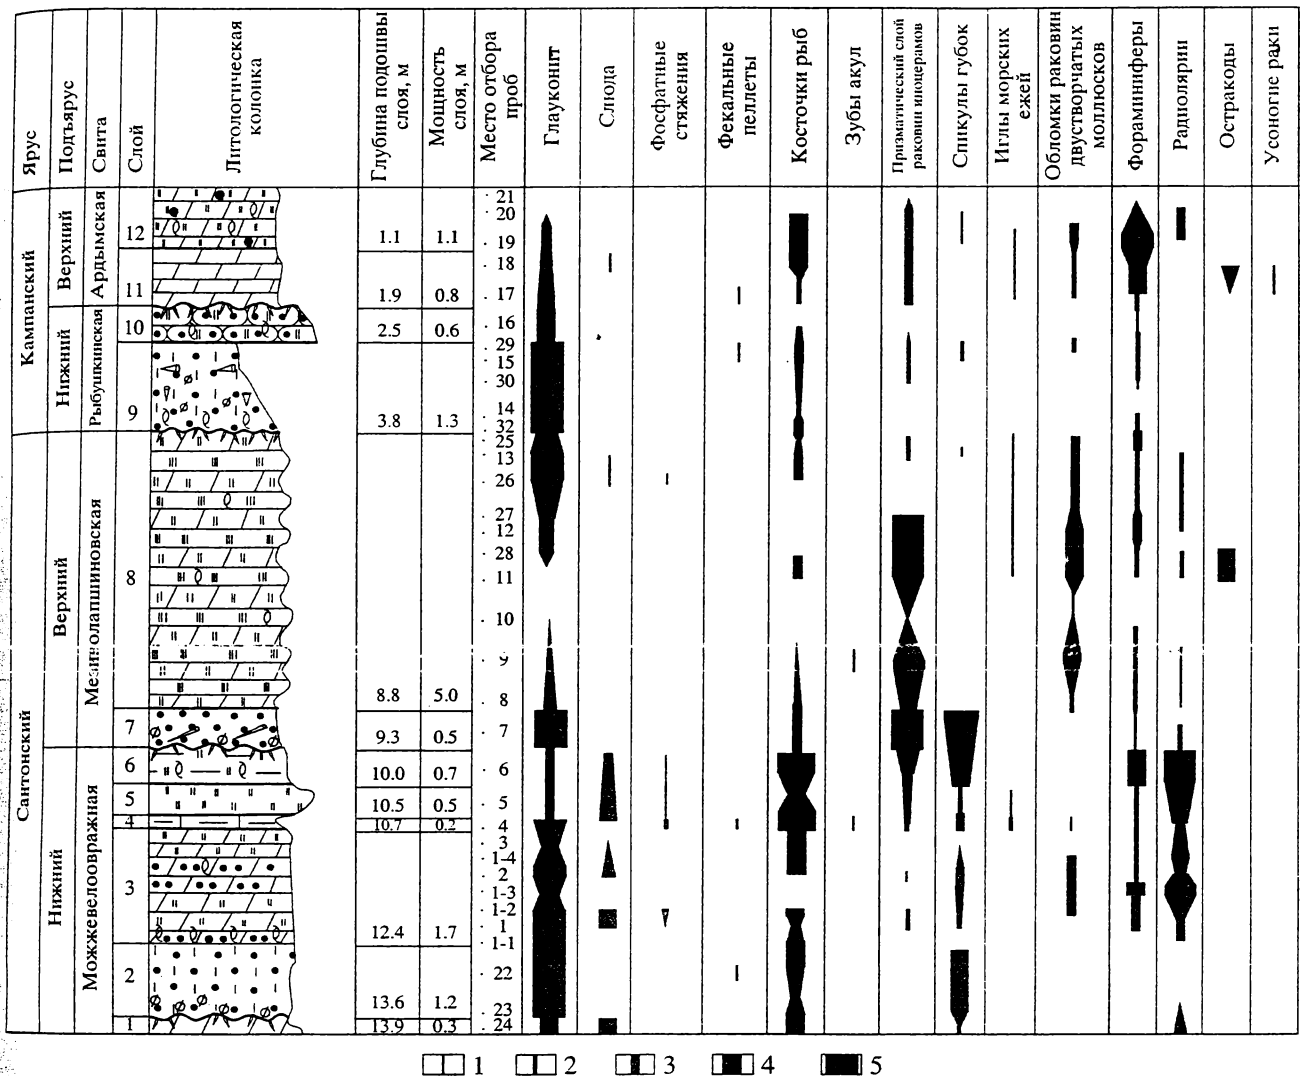 Ярус
Подъярус
Свита
Слой
Литологическая колонка
Глубина подошвы слоя, м
Мощность слоя, м
Место отбора проб
Глауконит
Слюда
Фосфатные стяжения
Фекальные пеллеты
Косточки рыб
Зубы акул
Призматический слой раковин иноцерамов
Спикулы губок
Иглы морских ежей
Обломки раковин двустворчатых моллюсков
Фораминиферы
Радиолярии
Остракоды
Усоногие раки
Кампанский
Сантонский
Верхний
Нижний
Верхний
Нижний
Ардымская
Рыбушкинская
Мезинолапшиновская
Можжевелоовражная
12 1.1 1.1
11 1.9 0.8
10 2.5 0.6
9 3.8 1.3
8 8.8 5.0
7 9.3 0.5
6 10.0 0.7
5 10.5 0.5
4 10.7 0.2
3 12.4 1.7
2 13.6 1.2
1 13.9 0.3
21
20
19
18
17
16
29
15
30
14
32
25
13
26
27
12
28
11
10
9
8
7
6
5
4
3
1-4
2
1-3
1-2
1
1-1
22
23
24
1 2 3 4 5